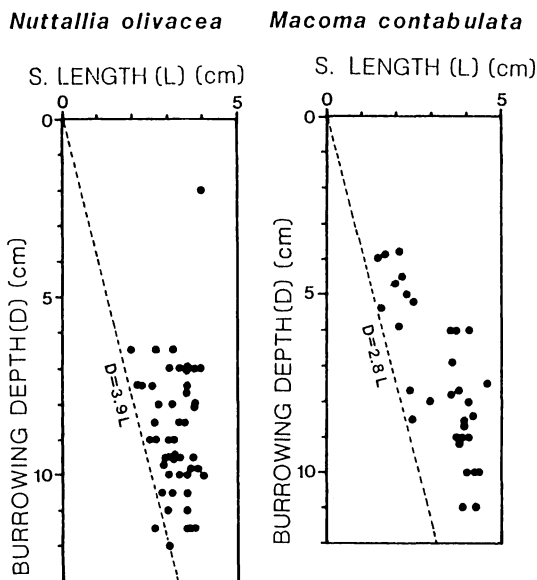 Nuttallia olivacea
S. LENGTH (L) (cm)
0 5
0
5
10
BURROWING DEPTH(D) (cm)
D=3.9L
Macoma contabulata
S. LENGTH (L) (cm)
0 5
0
5
10
BURROWING DEPTH(D) (cm)
D=2.8L